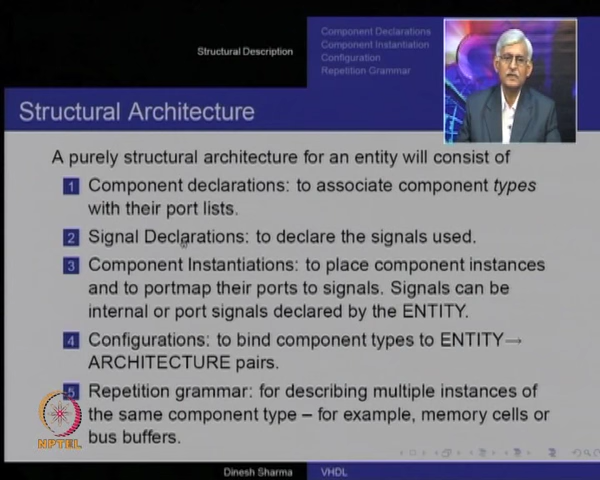 Structural Description
Component Declarations
Component Instantiation
Configuration
Repetition Grammar
Structural Architecture
A purely structural architecture for an entity will consist of
1 Component declarations: to associate component types
with their port lists.
2 Signal Declarations: to declare the signals used.
3 Component Instantiations: to place component instances
and to portmap their ports to signals. Signals can be
internal or port signals declared by the ENTITY.
4 Configurations: to bind component types to ENTITY→
ARCHITECTURE pairs.
5 Repetition grammar: for describing multiple instances of
the same component type – for example, memory cells or
bus buffers.
NPTEL
Dinesh Sharma
VHDL